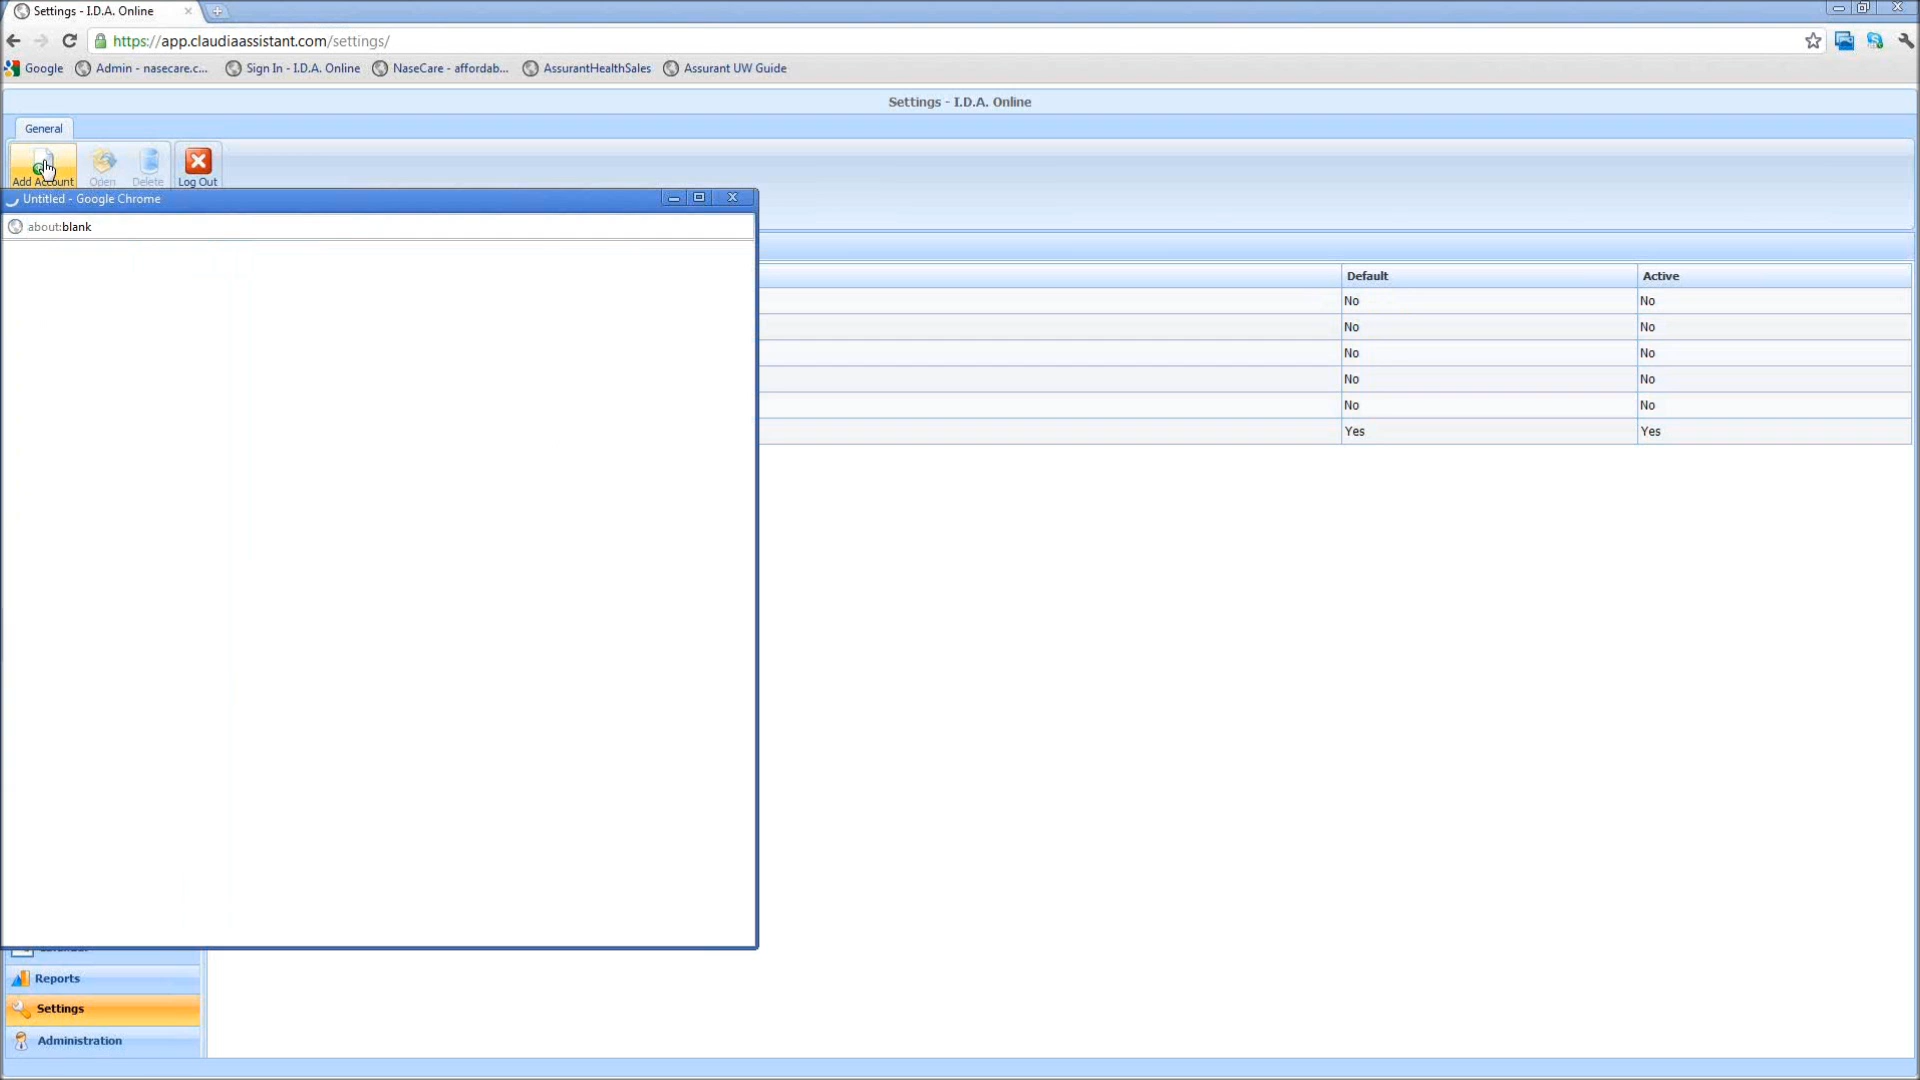 Settings - I.D.A. Online
https://app.claudiaassistant.com/settings/
Google Admin - nasecare.c... Sign In - I.D.A. Online NaseCare - affordab... AssurantHealthSales Assurant UW Guide
Settings - I.D.A. Online
General
Add Account Open Delete Log Out
Untitled - Google Chrome
about:blank
Default Active
No No
No No
No No
No No
No No
Yes Yes
Reports
Settings
Administration